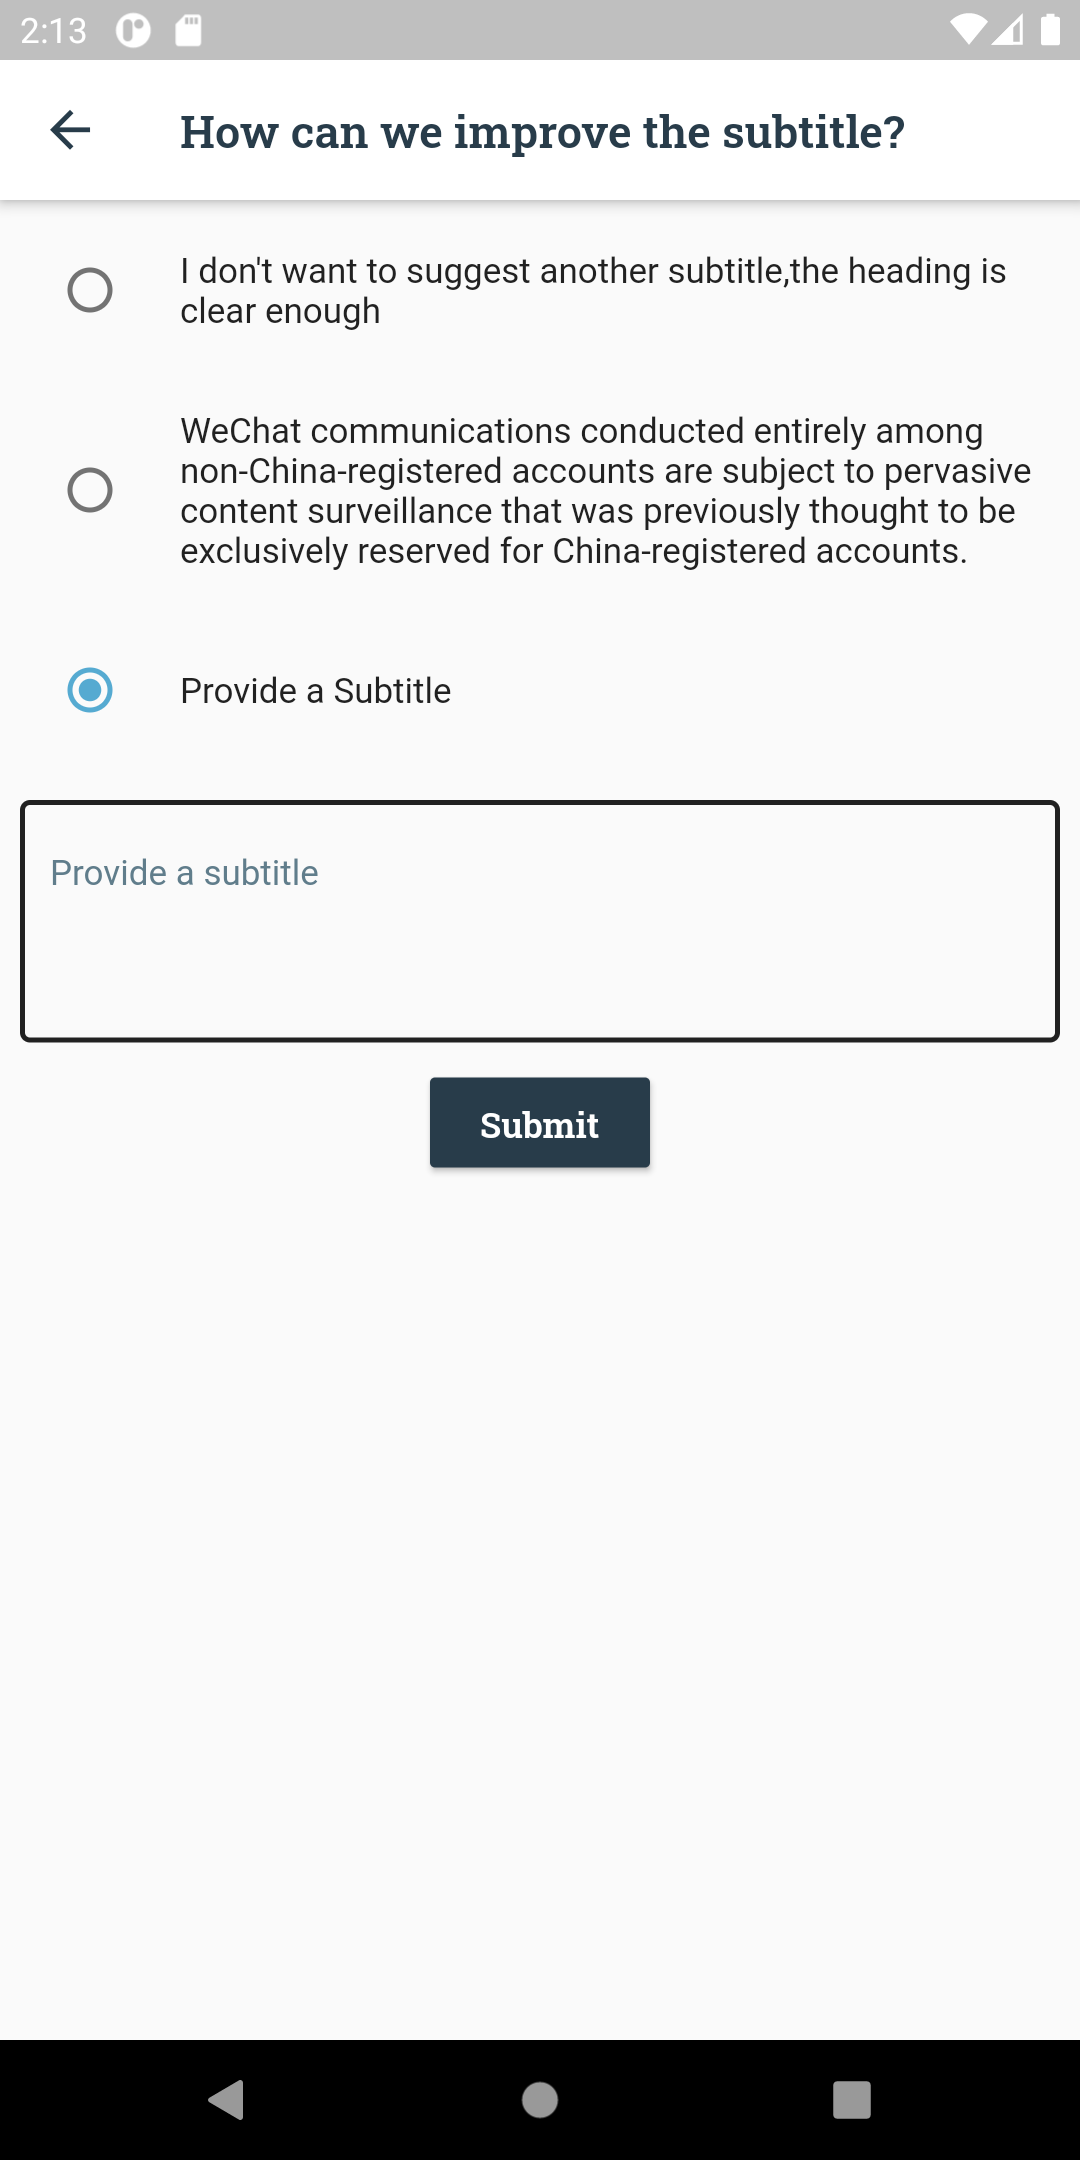 2:13
How can we improve the subtitle?
I don't want to suggest another subtitle,the heading is
clear enough
WeChat communications conducted entirely among
non-China-registered accounts are subject to pervasive
content surveillance that was previously thought to be
exclusively reserved for China-registered accounts.
Provide a Subtitle
Provide a subtitle
Submit